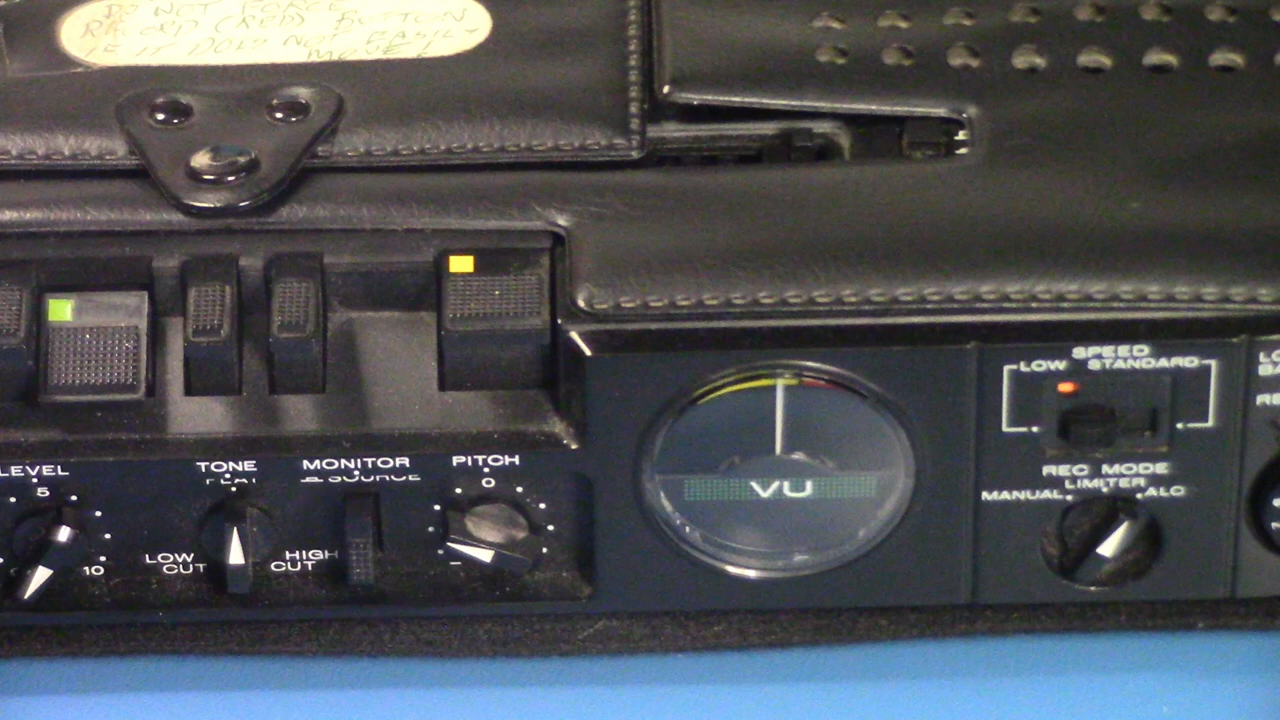 DO NOT FORCE
RECORD (RED) BUTTON
IF IT DOES NOT EASILY
MOVE!
SPEED
LOW STANDARD
REC MODE
LIMITER
MANUAL ALC
LEVEL
5
10
TONE
FLAT
LOW
CUT
HIGH
CUT
MONITOR
SOURCE
PITCH
0
–
VU